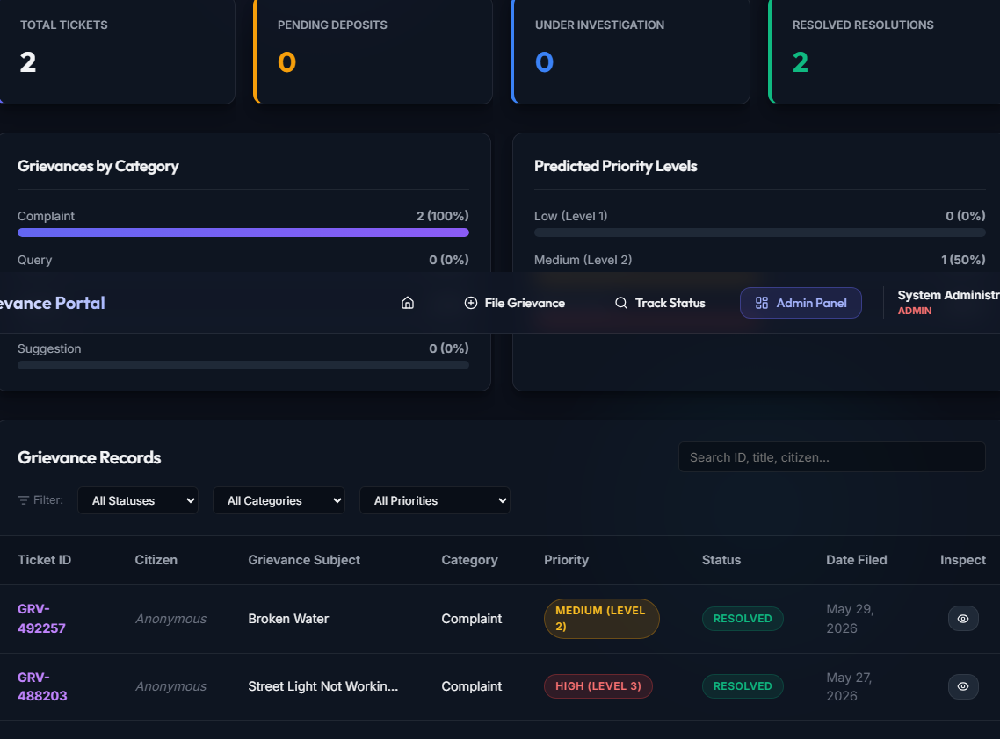 TOTAL TICKETS
2
PENDING DEPOSITS
0
UNDER INVESTIGATION
0
RESOLVED RESOLUTIONS
2
Grievances by Category
Complaint 2 (100%)
Query 0 (0%)
Predicted Priority Levels
Low (Level 1) 0 (0%)
Medium (Level 2) 1 (50%)
evance Portal File Grievance Track Status Admin Panel
System Administr
ADMIN
Suggestion 0 (0%)
Grievance Records
Search ID, title, citizen...
Filter: All Statuses All Categories All Priorities
Ticket ID Citizen Grievance Subject Category Priority Status Date Filed Inspect
GRV-
492257
Anonymous
Broken Water
Complaint
MEDIUM (LEVEL
2)
RESOLVED
May 29,
2026
GRV-
488203
Anonymous
Street Light Not Workin...
Complaint
HIGH (LEVEL 3)
RESOLVED
May 27,
2026